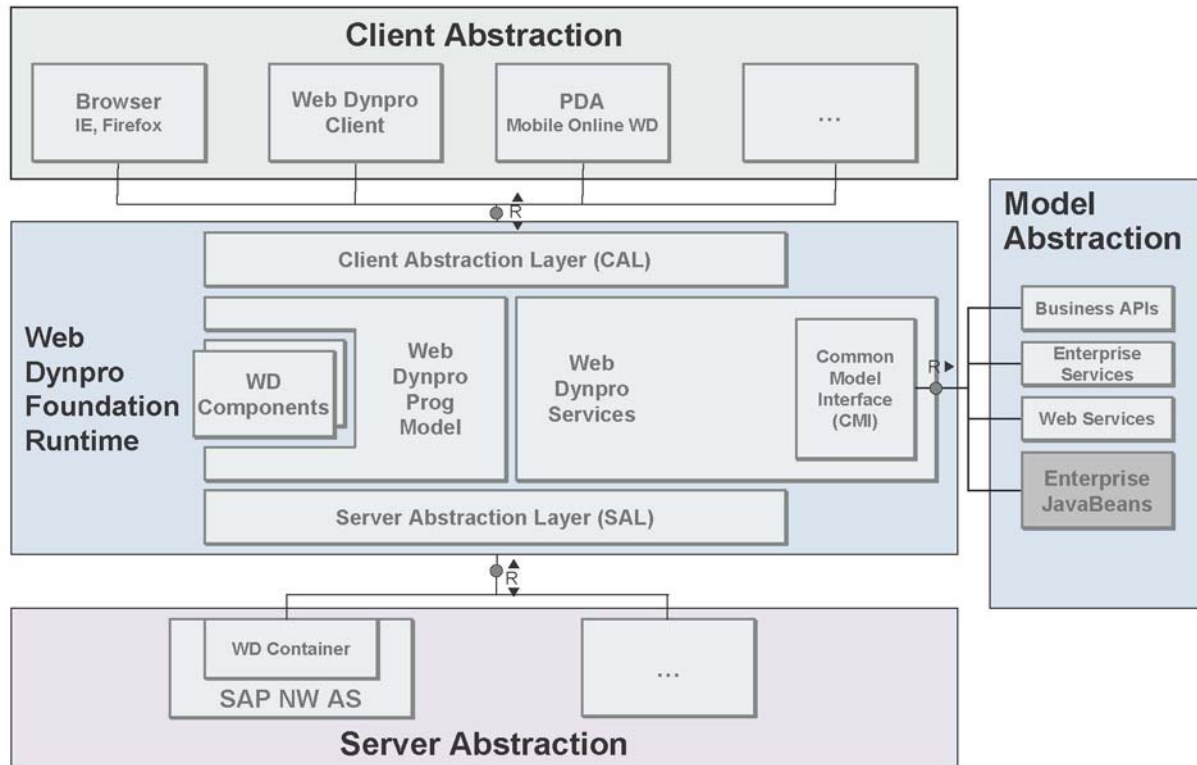 Client Abstraction
Browser
IE, Firefox
Web Dynpro
Client
PDA
Mobile Online WD
...
R
Client Abstraction Layer (CAL)
Web
Dynpro
Foundation
Runtime
WD
Components
Web
Dynpro
Prog
Model
Web
Dynpro
Services
Common
Model
Interface
(CMI)
R
Server Abstraction Layer (SAL)
Model
Abstraction
Business APIs
Enterprise
Services
Web Services
Enterprise
JavaBeans
R
WD Container
SAP NW AS
...
Server Abstraction